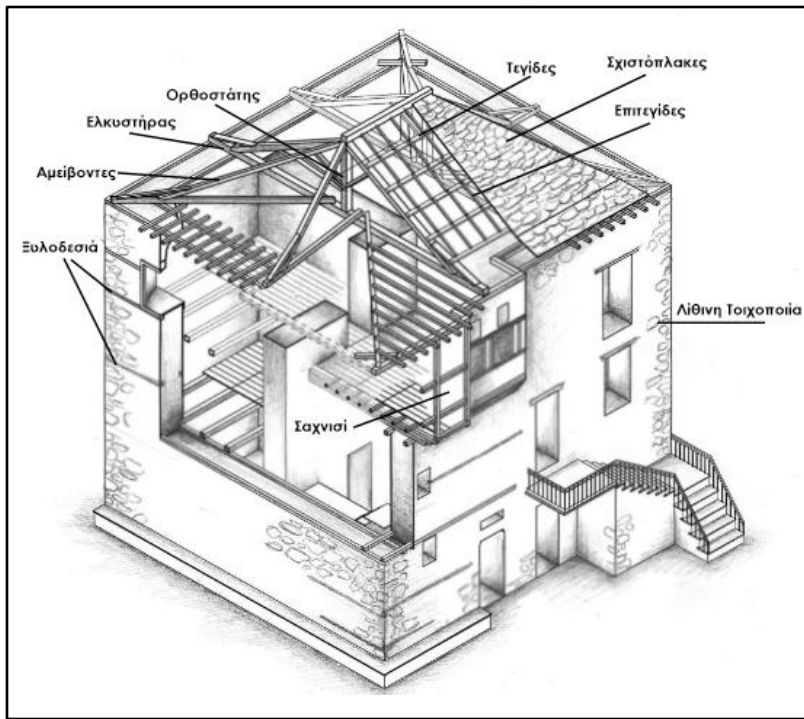 Τεγίδες
Σχιστόπλακες
Ορθοστάτης
Επιτεγίδες
Ελκυστήρας
Αμείβοντες
Ξυλοδεσιά
Λίθινη Τοιχοποιία
Σαχνισί